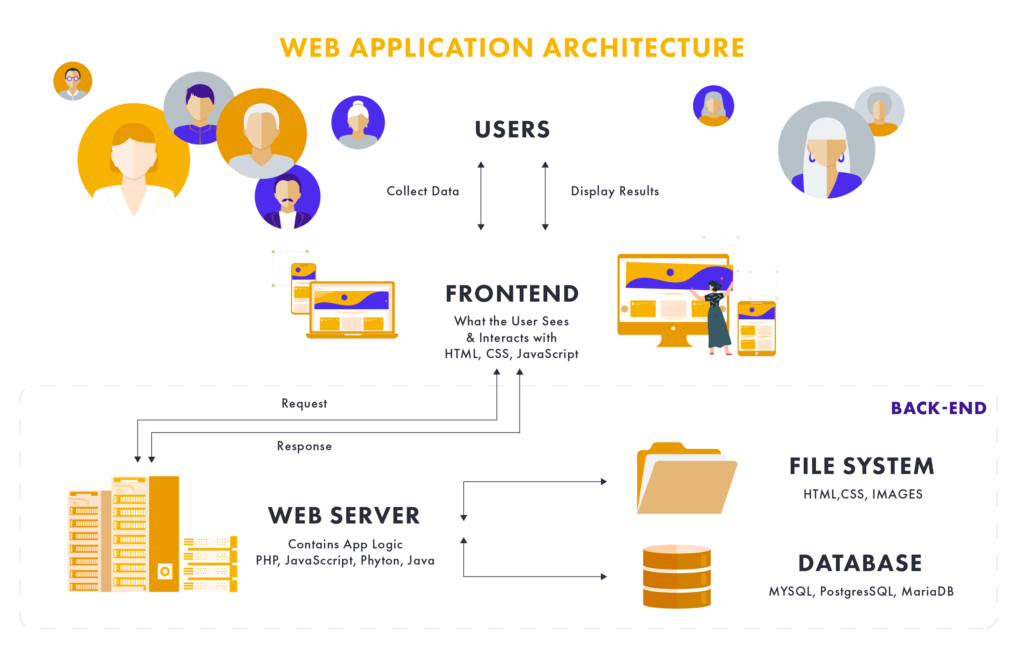 WEB APPLICATION ARCHITECTURE
USERS
Collect Data
Display Results
FRONTEND
What the User Sees
& Interacts with
HTML, CSS, JavaScript
BACK-END
Request
Response
WEB SERVER
Contains App Logic
PHP, JavaSccript, Phyton, Java
FILE SYSTEM
HTML,CSS, IMAGES
DATABASE
MYSQL, PostgresSQL, MariaDB